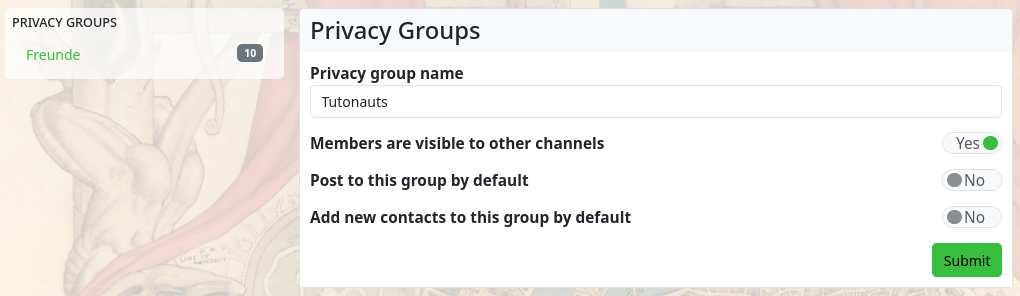 PRIVACY GROUPS
Freunde 10
Privacy Groups
Privacy group name
Tutonauts
Members are visible to other channels Yes
Post to this group by default No
Add new contacts to this group by default No
Submit